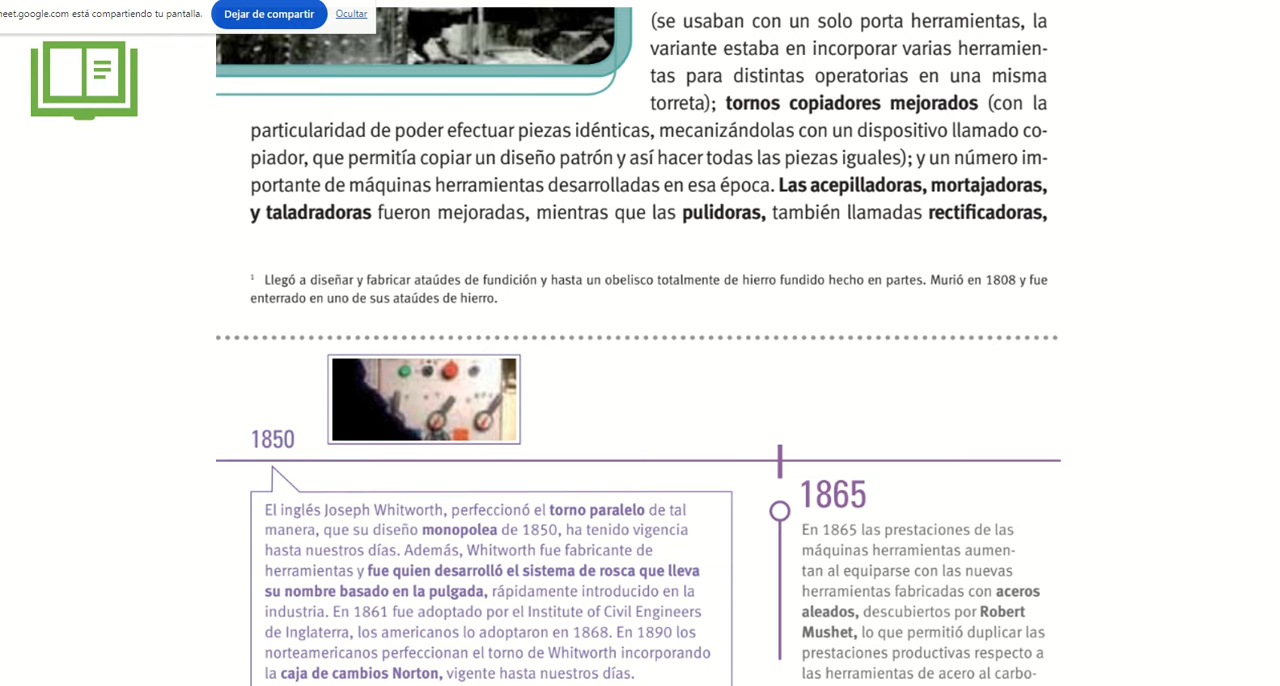 meet.google.com está compartiendo tu pantalla.
Dejar de compartir
Ocultar
(se usaban con un solo porta herramientas, la
variante estaba en incorporar varias herramien-
tas para distintas operatorias en una misma
torreta); tornos copiadores mejorados (con la
particularidad de poder efectuar piezas idénticas, mecanizándolas con un dispositivo llamado co-
piador, que permitía copiar un diseño patrón y así hacer todas las piezas iguales); y un número im-
portante de máquinas herramientas desarrolladas en esa época. Las acepilladoras, mortajadoras,
y taladradoras fueron mejoradas, mientras que las pulidoras, también llamadas rectificadoras,
1 Llegó a diseñar y fabricar ataúdes de fundición y hasta un obelisco totalmente de hierro fundido hecho en partes. Murió en 1808 y fue
enterrado en uno de sus ataúdes de hierro.
1850
El inglés Joseph Whitworth, perfeccionó el torno paralelo de tal
manera, que su diseño monopolea de 1850, ha tenido vigencia
hasta nuestros días. Además, Whitworth fue fabricante de
herramientas y fue quien desarrolló el sistema de rosca que lleva
su nombre basado en la pulgada, rápidamente introducido en la
industria. En 1861 fue adoptado por el Institute of Civil Engineers
de Inglaterra, los americanos lo adoptaron en 1868. En 1890 los
norteamericanos perfeccionan el torno de Whitworth incorporando
la caja de cambios Norton, vigente hasta nuestros días.
1865
En 1865 las prestaciones de las
máquinas herramientas aumen-
tan al equiparse con las nuevas
herramientas fabricadas con aceros
aleados, descubiertos por Robert
Mushet, lo que permitió duplicar las
prestaciones productivas respecto a
las herramientas de acero al carbo-